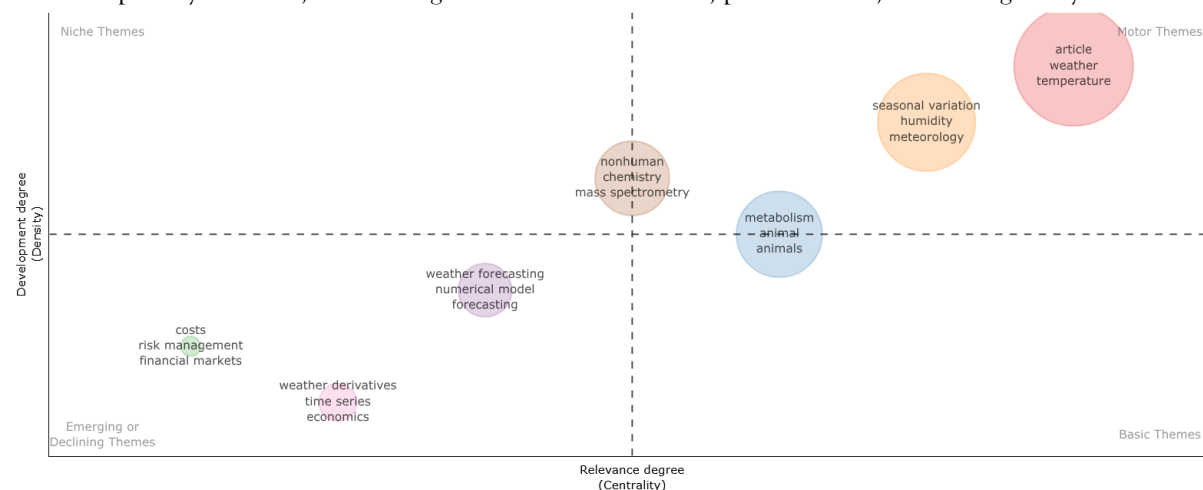 Niche Themes
Motor Themes
article
weather
temperature
seasonal variation
humidity
meteorology
nonhuman
chemistry
mass spectrometry
metabolism
animal
animals
weather forecasting
numerical model
forecasting
costs
risk management
financial markets
weather derivatives
time series
economics
Emerging or
Declining Themes
Basic Themes
Development degree
(Density)
Relevance degree
(Centrality)